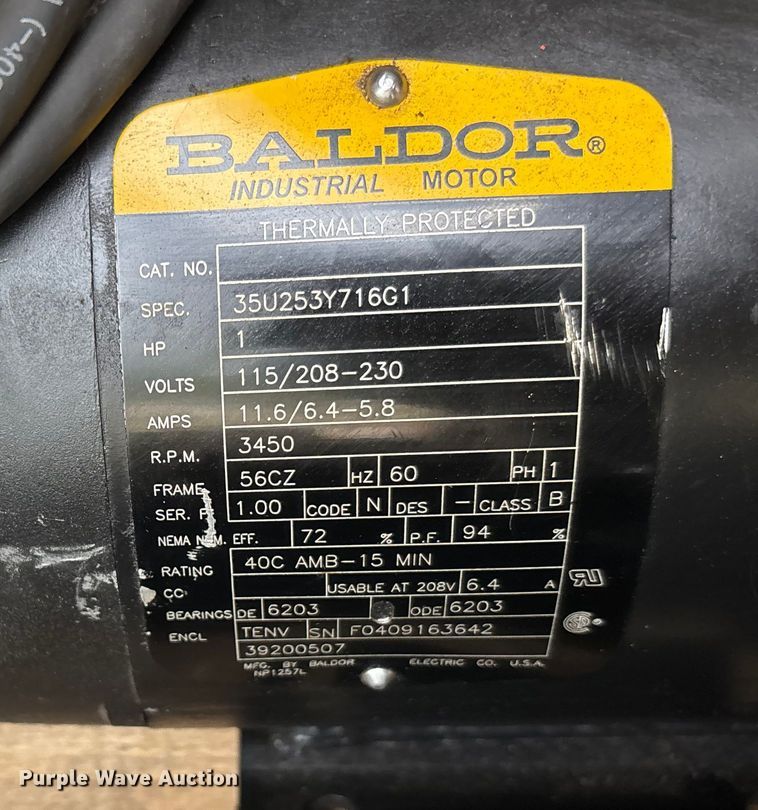 BALDOR®
INDUSTRIAL MOTOR
THERMALLY PROTECTED
CAT. NO.
SPEC. 35U253Y716G1
HP 1
VOLTS 115/208-230
AMPS 11.6/6.4-5.8
R.P.M. 3450
FRAME 56CZ HZ 60 PH 1
SER. F. 1.00 CODE N DES - CLASS B
NEMA NOM. EFF. 72 % P.F. 94 %
RATING 40C AMB-15 MIN
CC USABLE AT 208V 6.4 A
BEARINGS DE 6203 ODE 6203
ENCL TENV SN F0409163642
39200507
MFG. BY BALDOR ELECTRIC CO. U.S.A.
NP1257L
Purple Wave Auction